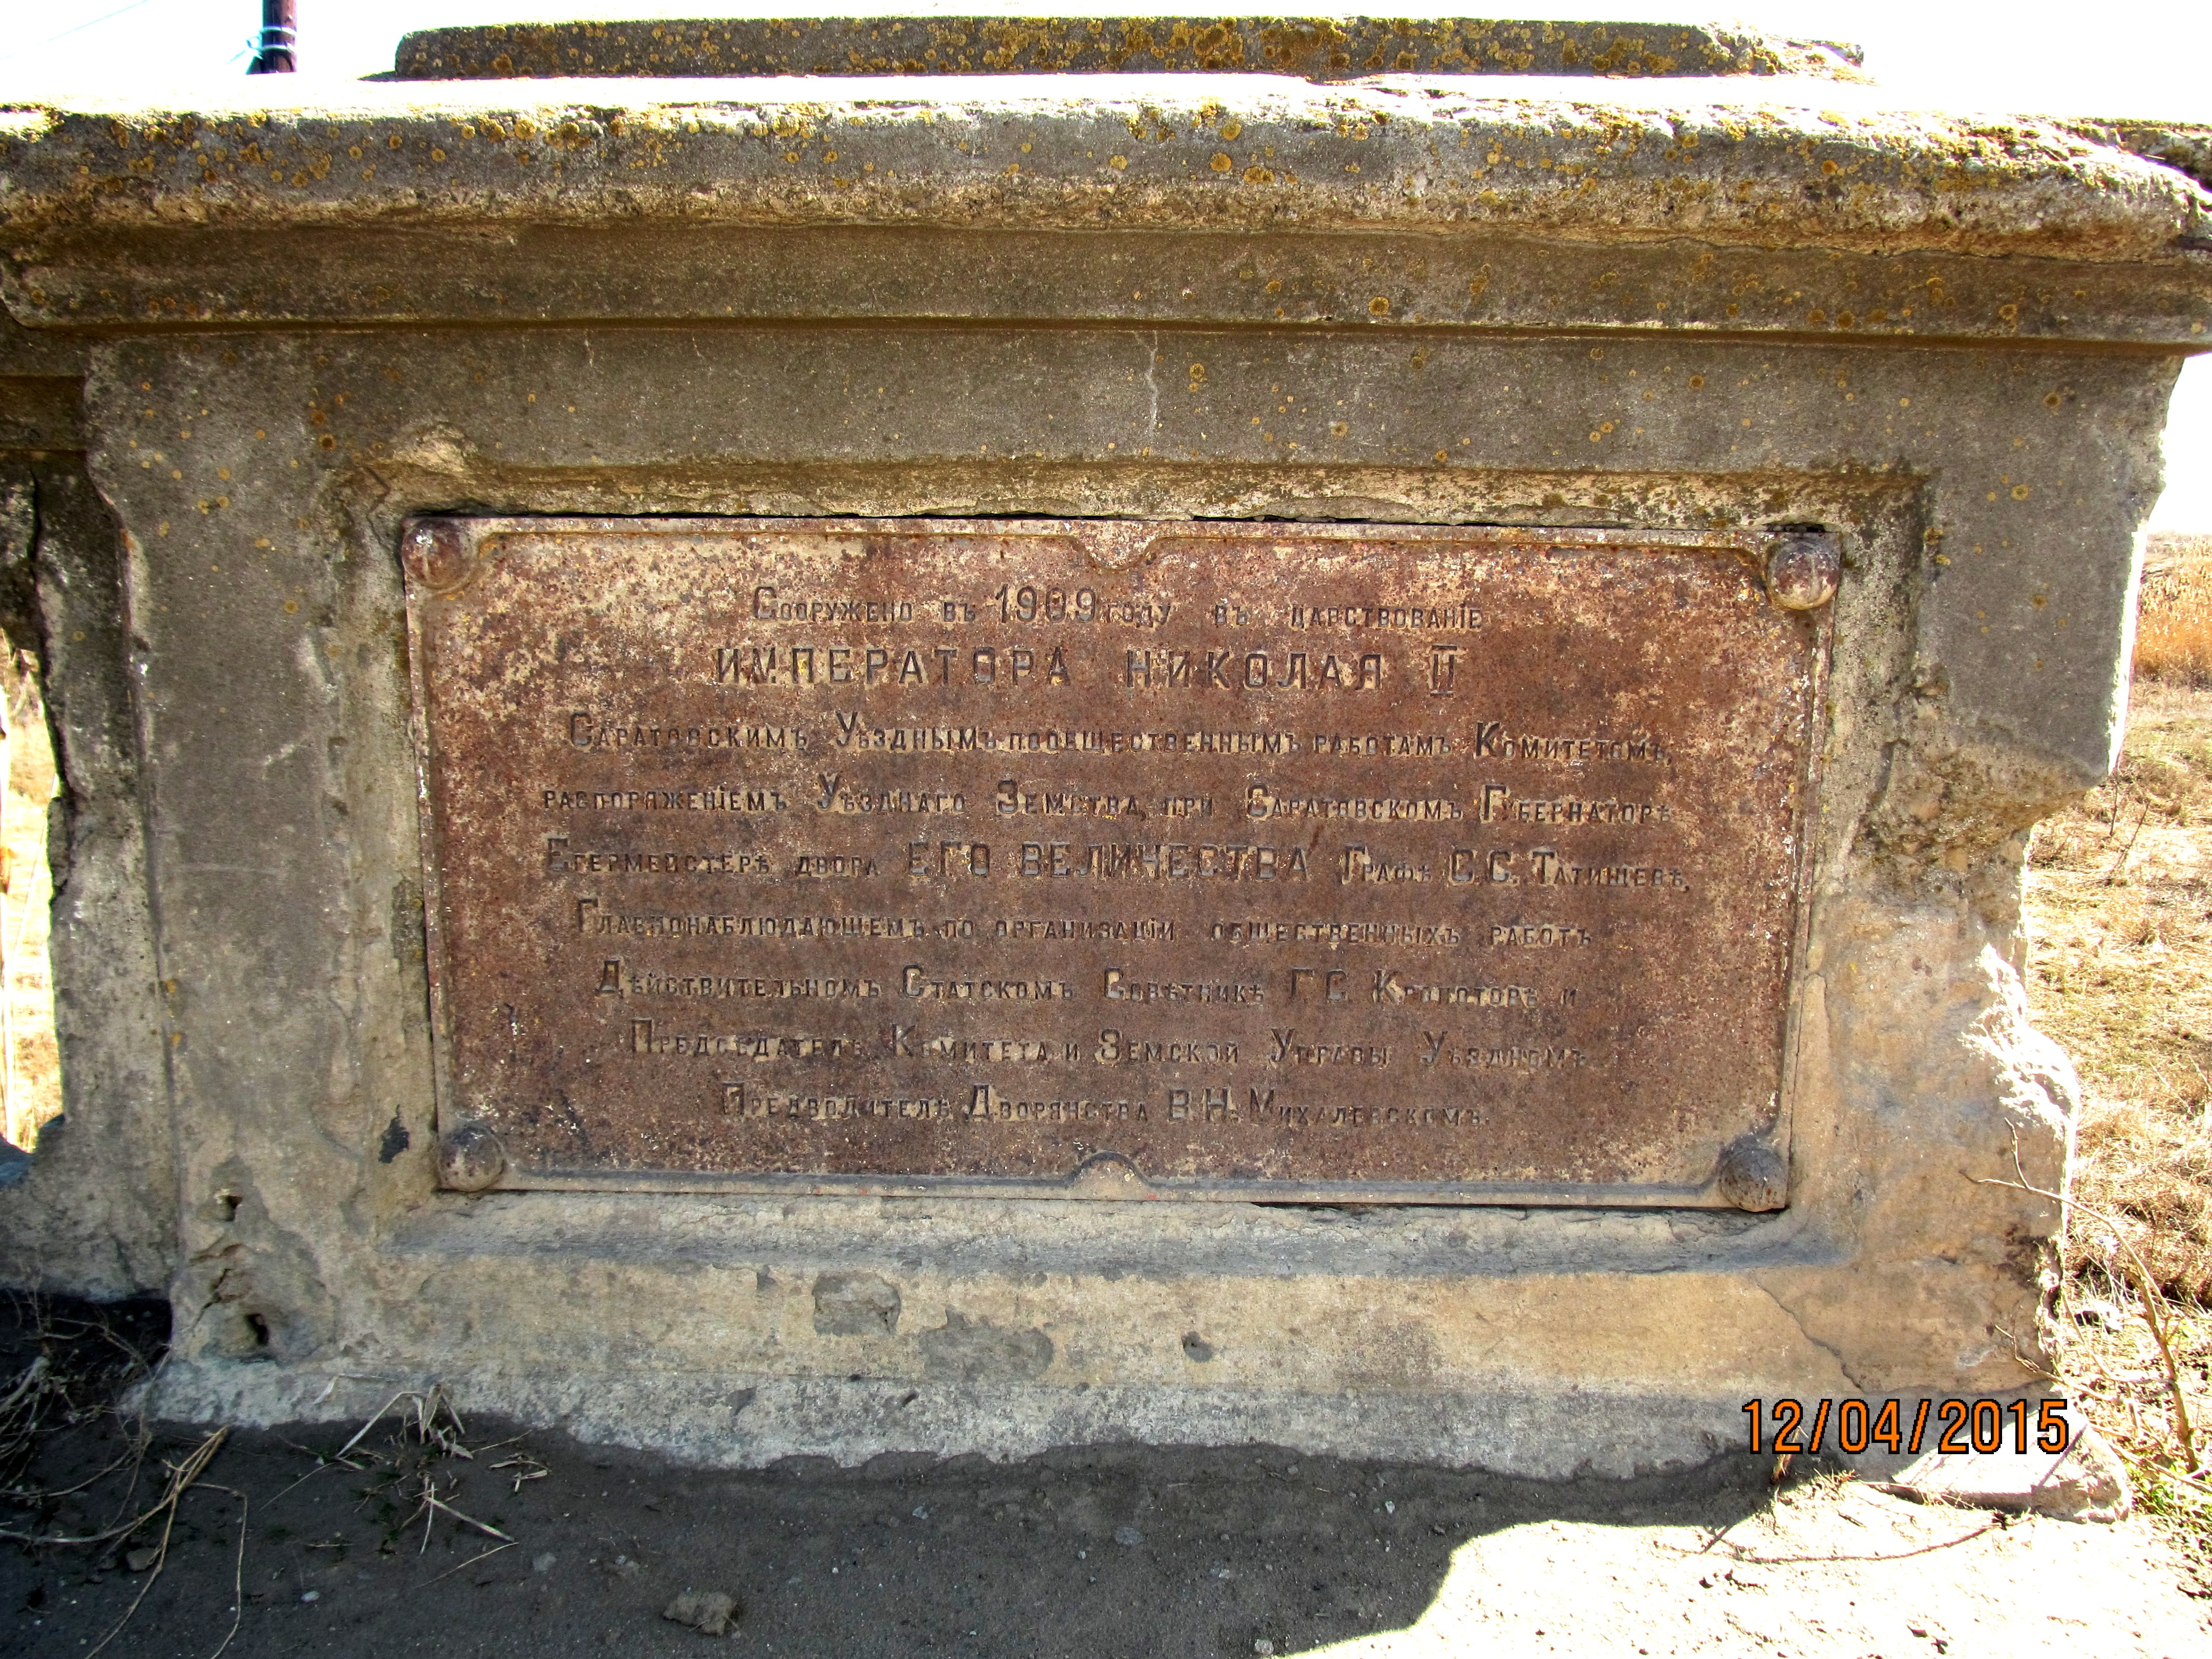 Сооружено въ 1909 году въ царствованіе
ИМПЕРАТОРА НИКОЛАЯ II
Саратовскимъ Уѣзднымъ по общественнымъ работамъ Комитетомъ,
распоряженіемъ Уѣзднаго Земства, при Саратовскомъ Губернаторѣ
Егермейстерѣ двора ЕГО ВЕЛИЧЕСТВА Графѣ С.С. Татищевѣ,
Главнонаблюдающемъ по организаціи общественныхъ работъ
Дѣйствительномъ Статскомъ Совѣтникѣ Г.С. Кропотовѣ и
Предсѣдателѣ Комитета и Земской Управы Уѣздномъ
Предводителѣ Дворянства В.Н. Михалевскомъ.
12/04/2015